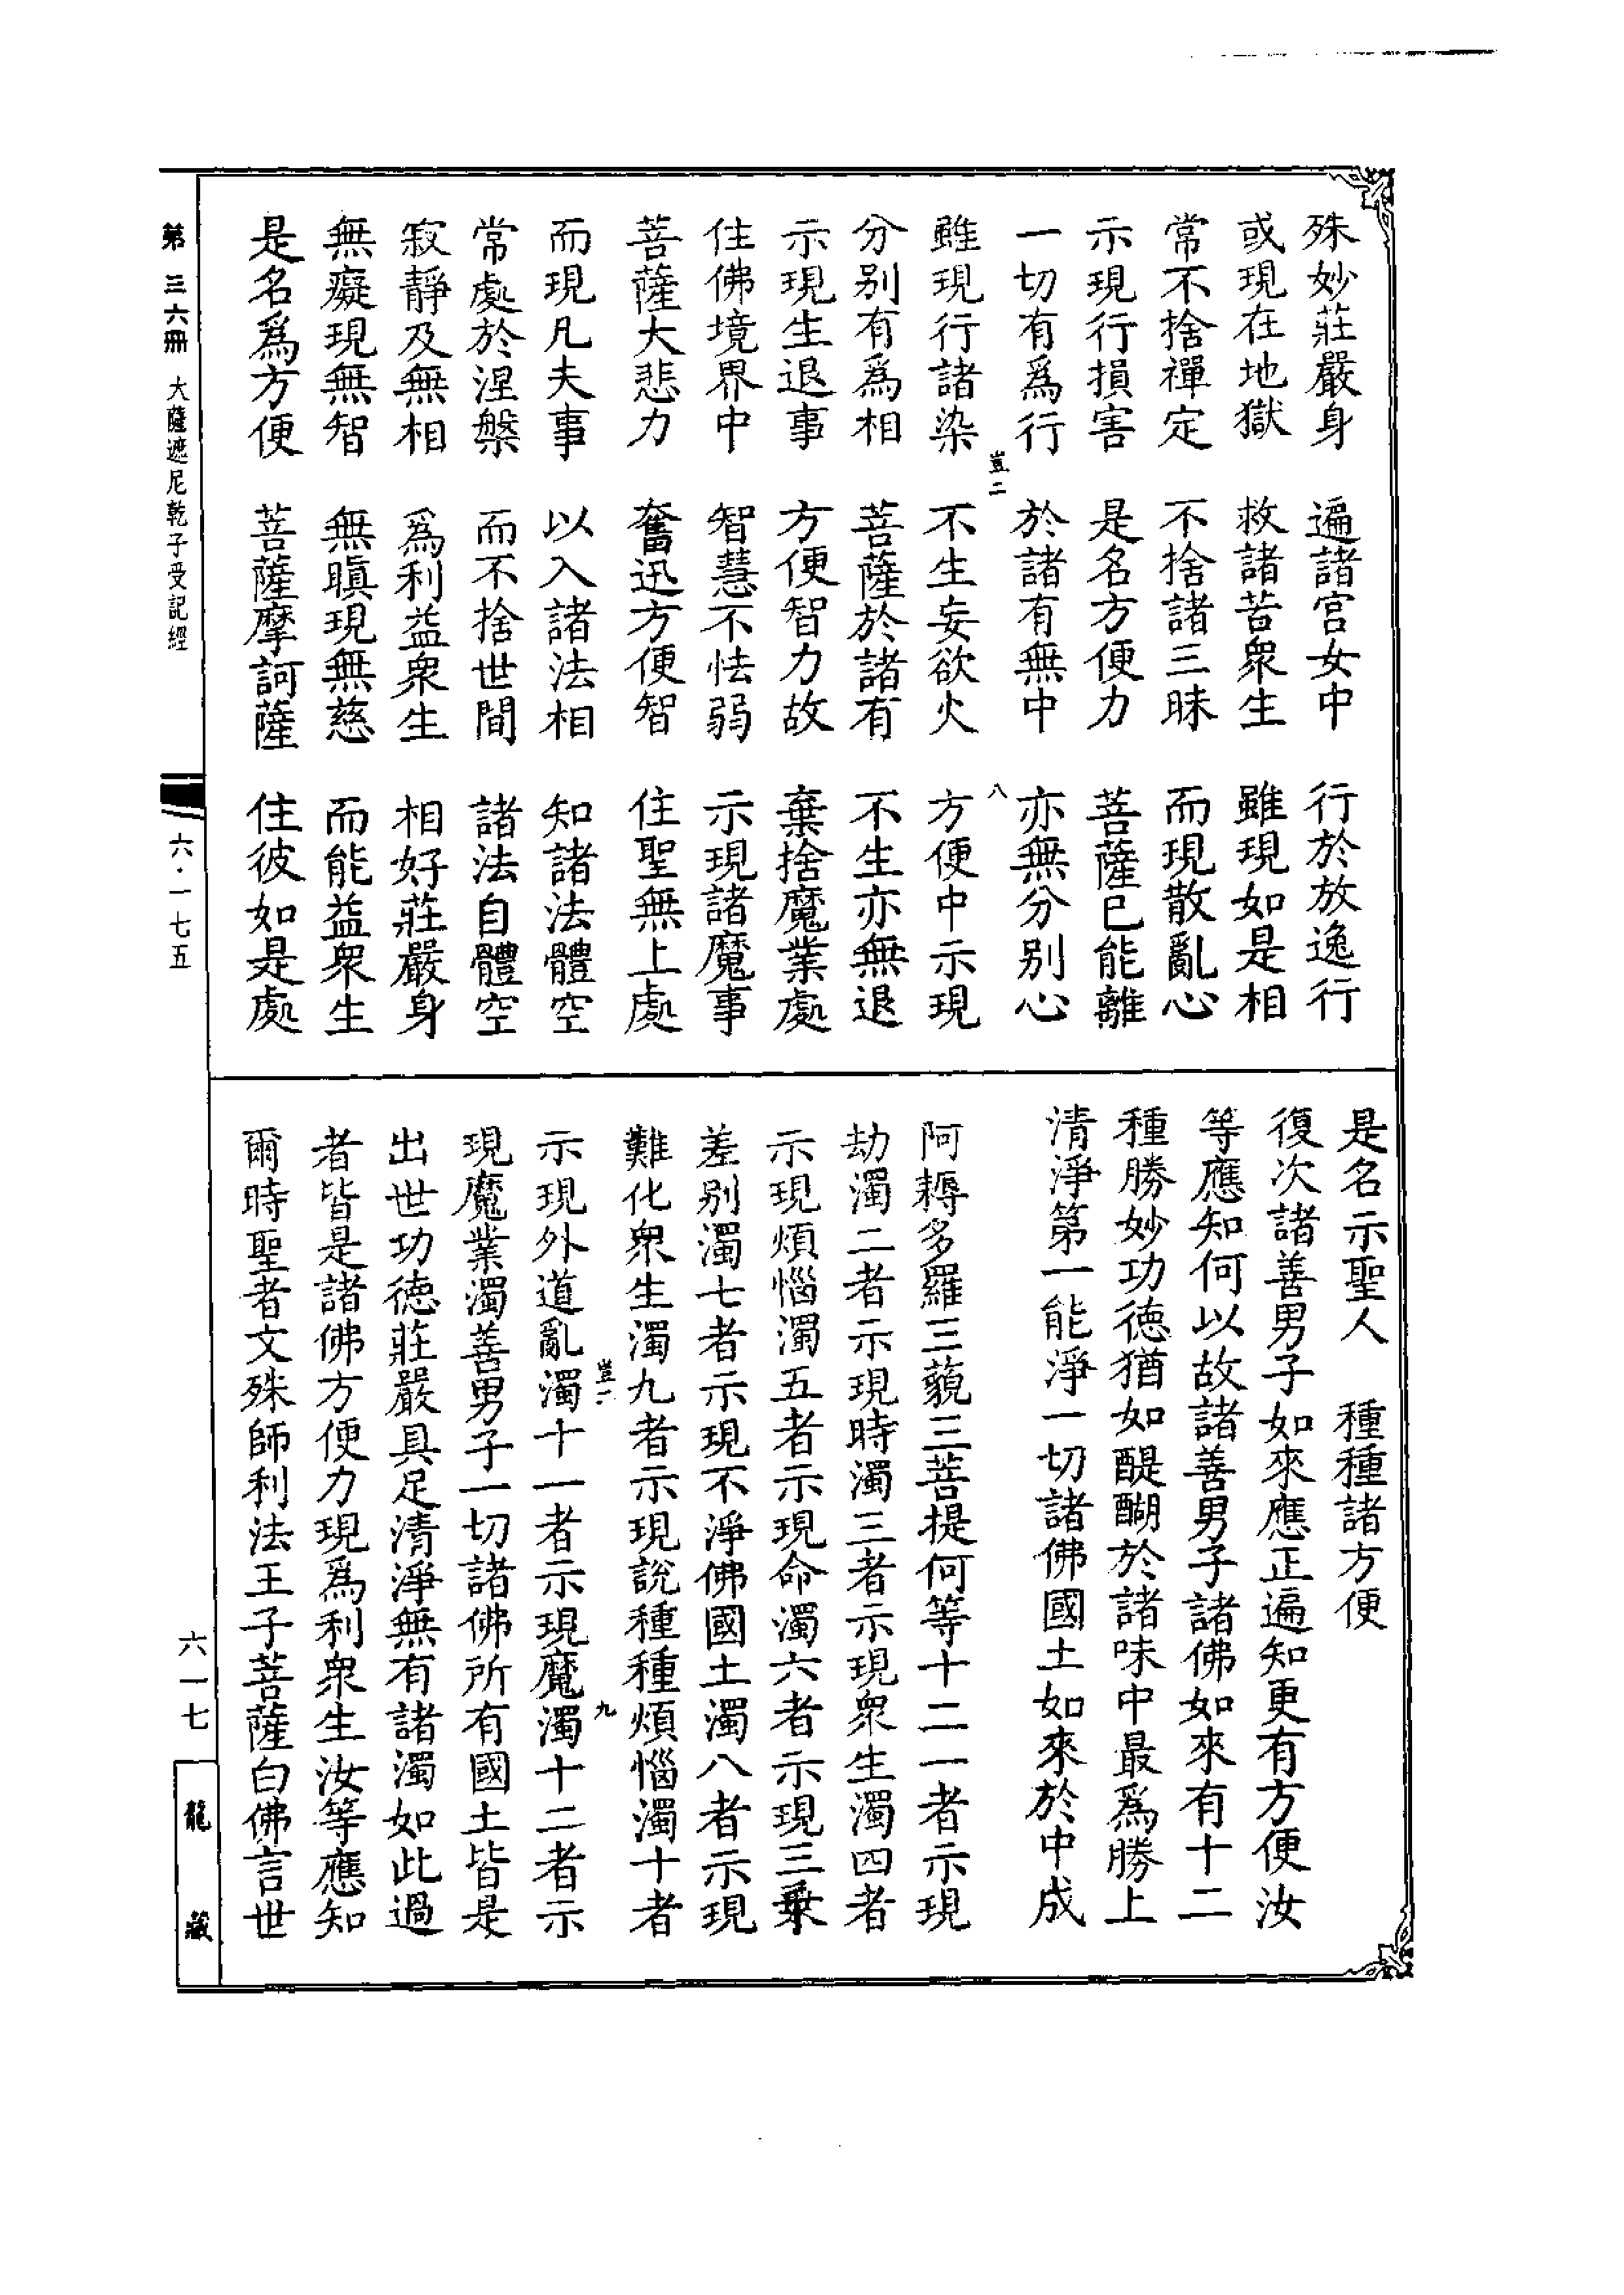 殊妙莊嚴身　遍諸宮女中　行於放逸行
或現在地獄　救諸苦衆生　雖現如是相
常不捨禪定　不捨諸三昧　而現散亂心
示現行損害　是名方便力　菩薩已能離
一切有爲行　於諸有無中　亦無分别心
豈二　八
雖現行諸染　不生妄欲火　方便中示現
分别有爲相　菩薩於諸有　不生亦無退
示現生退事　方便智力故　棄捨魔業處
住佛境界中　智慧不怯弱　示現諸魔事
菩薩大悲力　奮迅方便智　住聖無上處
而現凡夫事　以入諸法相　知諸法體空
常處於涅槃　而不捨世間　諸法自體空
寂靜及無相　爲利益衆生　相好莊嚴身
無癡現無智　無瞋現無慈　而能益衆生
是名爲方便　菩薩摩訶薩　住彼如是處
是名示聖人　種種諸方便
復次諸善男子如來應正遍知更有方便汝
等應知何以故諸善男子諸佛如來有十二
種勝妙功德猶如醍醐於諸味中最爲勝上
清淨第一能淨一切諸佛國土如來於中成
阿耨多羅三藐三菩提何等十二一者示現
劫濁二者示現時濁三者示現衆生濁四者
示現煩惱濁五者示現命濁六者示現三乗
差别濁七者示現不淨佛國土濁八者示現
難化衆生濁九者示現說種種煩惱濁十者
豈二　九
示現外道亂濁十一者示現魔濁十二者示
現魔業濁善男子一切諸佛所有國土皆是
出世功德莊嚴具足清淨無有諸濁如此過
者皆是諸佛方便力現爲利衆生汝等應知
爾時聖者文殊師利法王子菩薩白佛言世
第三六冊　大薩遮尼乾子受記經
六·一七五
六一七
龍藏